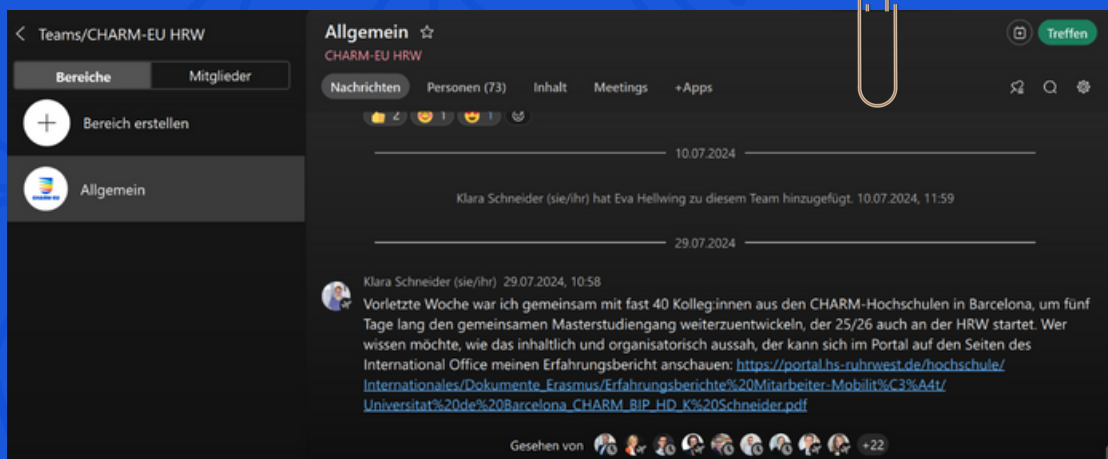 Teams/CHARM-EU HRW
Bereiche
Mitglieder
Bereich erstellen
Allgemein
Allgemein
CHARM-EU HRW
Treffen
Nachrichten
Personen (73)
Inhalt
Meetings
+Apps
2
1
1
10.07.2024
Klara Schneider (sie/ihr) hat Eva Hellwing zu diesem Team hinzugefügt. 10.07.2024, 11:59
29.07.2024
Klara Schneider (sie/ihr) 29.07.2024, 10:58
Vorletzte Woche war ich gemeinsam mit fast 40 Kolleg:innen aus den CHARM-Hochschulen in Barcelona, um fünf
Tage lang den gemeinsamen Masterstudiengang weiterzuentwickeln, der 25/26 auch an der HRW startet. Wer
wissen möchte, wie das inhaltlich und organisatorisch aussah, der kann sich im Portal auf den Seiten des
International Office meinen Erfahrungsbericht anschauen: https://portal.hs-ruhrwest.de/hochschule/
Internationales/Dokumente_Erasmus/Erfahrungsberichte%20Mitarbeiter-Mobilit%C3%A4t/
Universitat%20de%20Barcelona_CHARM_BIP_HD_K%20Schneider.pdf
Gesehen von
+22